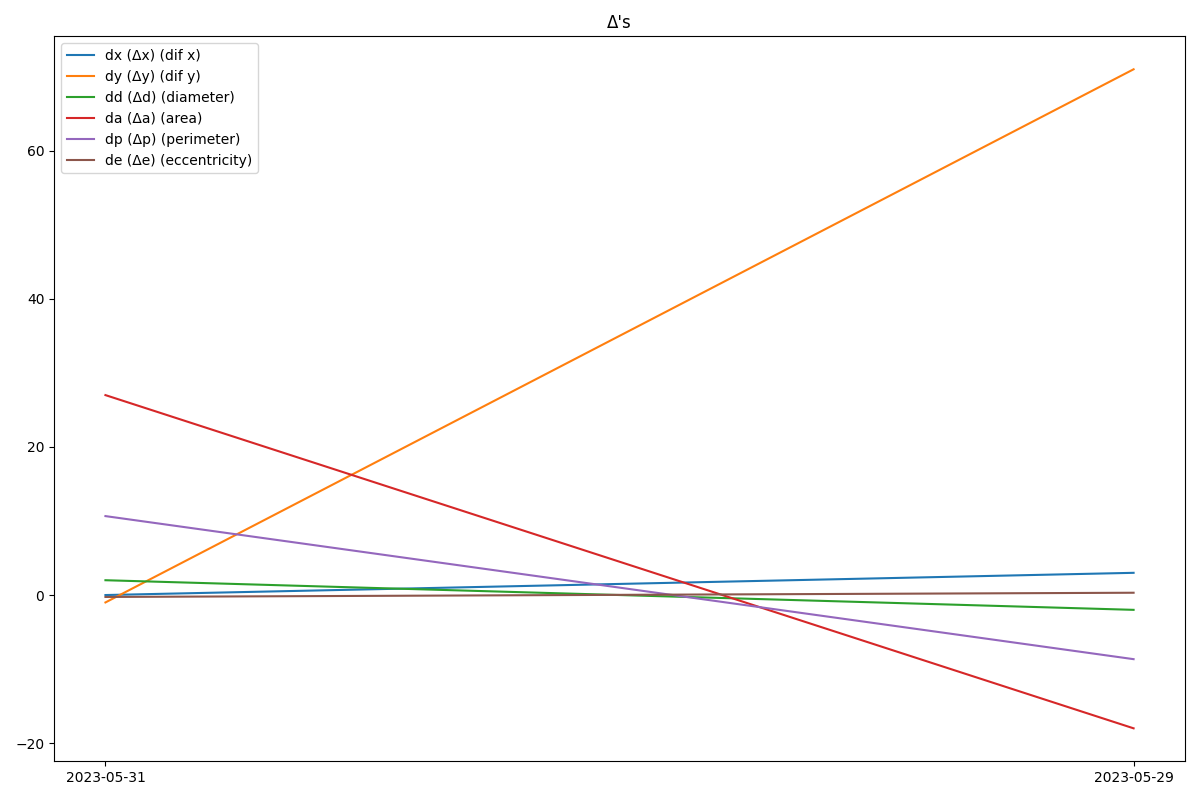 Δ's
dx (Δx) (dif x)
dy (Δy) (dif y)
dd (Δd) (diameter)
da (Δa) (area)
dp (Δp) (perimeter)
de (Δe) (eccentricity)
60
40
20
0
−20
2023-05-31 2023-05-29